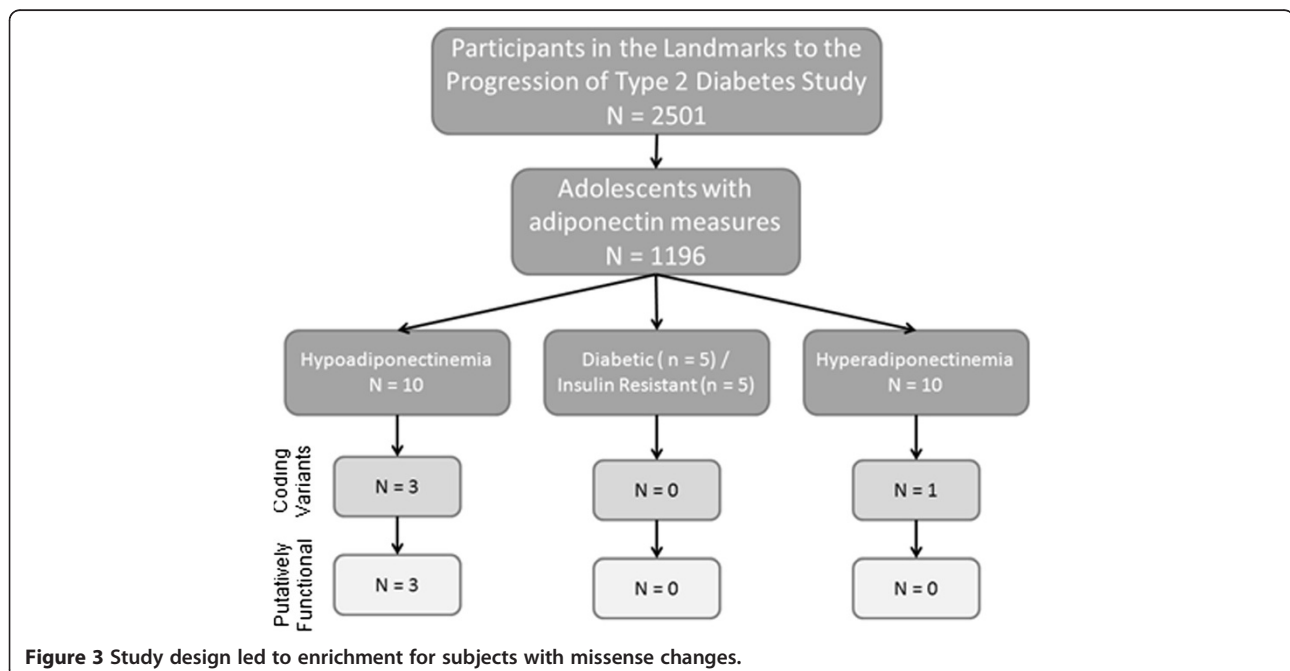 Participants in the Landmarks to the
Progression of Type 2 Diabetes Study
N = 2501
Adolescents with
adiponectin measures
N = 1196
Hypoadiponectinemia
N = 10
Diabetic ( n = 5) /
Insulin Resistant (n = 5)
Hyperadiponectinemia
N = 10
Coding
Variants
N = 3
N = 0
N = 1
Putatively
Functional
N = 3
N = 0
N = 0
Figure 3 Study design led to enrichment for subjects with missense changes.